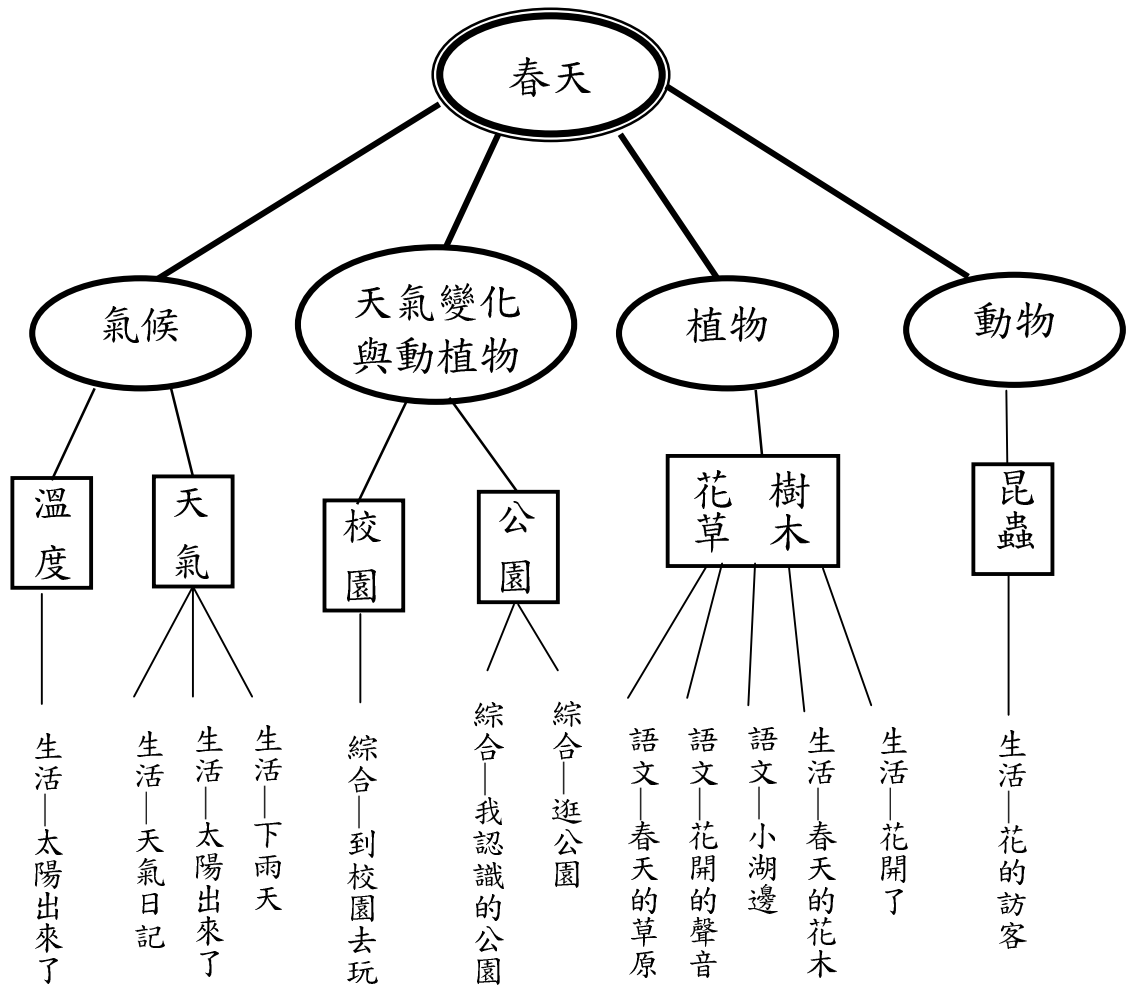 春天
氣候
天氣變化
與動植物
植物
動物
溫度
天氣
校園
公園
花草
樹木
昆蟲
生活—太陽出來了
生活—天氣日記
生活—太陽出來了
生活—下雨天
綜合—到校園去玩
綜合—我認識的公園
綜合—逛公園
語文—春天的草原
語文—花開的聲音
語文—小湖邊
生活—春天的花木
生活—花開了
生活—花的訪客